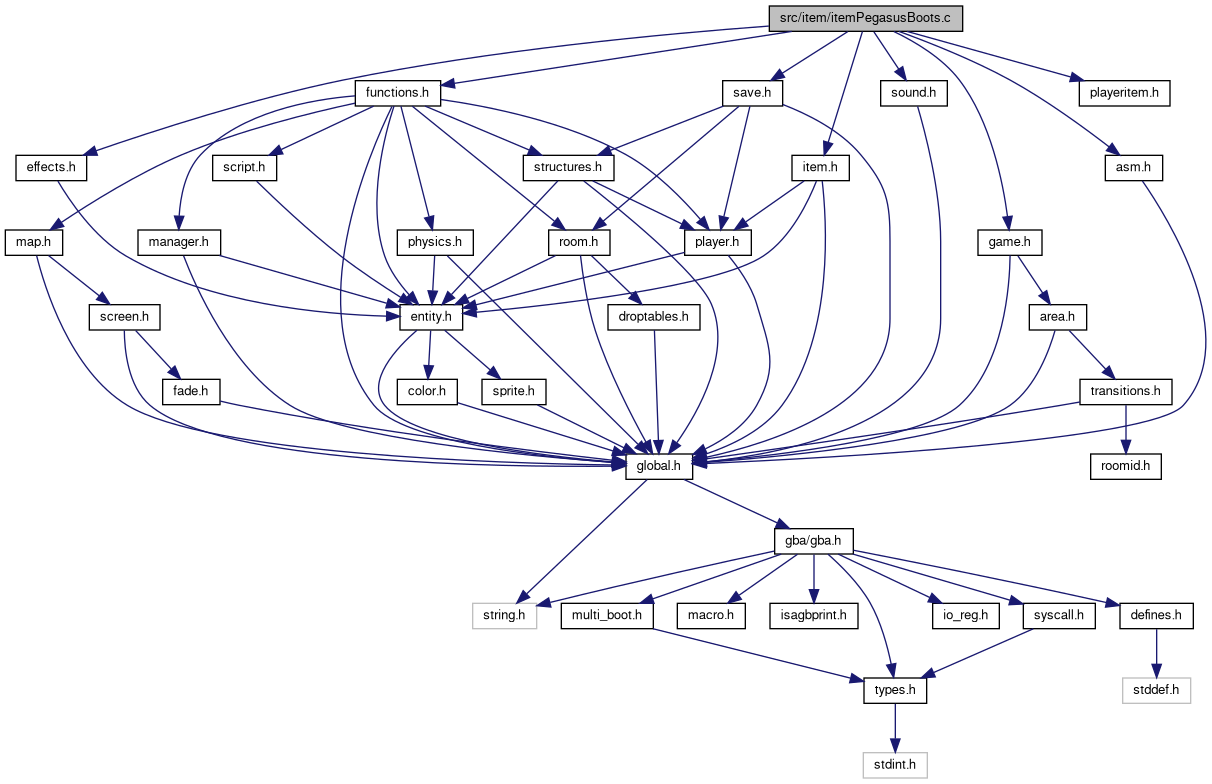 src/item/itemPegasusBoots.c
functions.h
save.h
sound.h
playeritem.h
effects.h
script.h
structures.h
item.h
asm.h
map.h
manager.h
physics.h
room.h
player.h
game.h
screen.h
entity.h
droptables.h
area.h
fade.h
color.h
sprite.h
transitions.h
global.h
roomid.h
gba/gba.h
string.h
multi_boot.h
macro.h
isagbprint.h
io_reg.h
syscall.h
defines.h
types.h
stddef.h
stdint.h